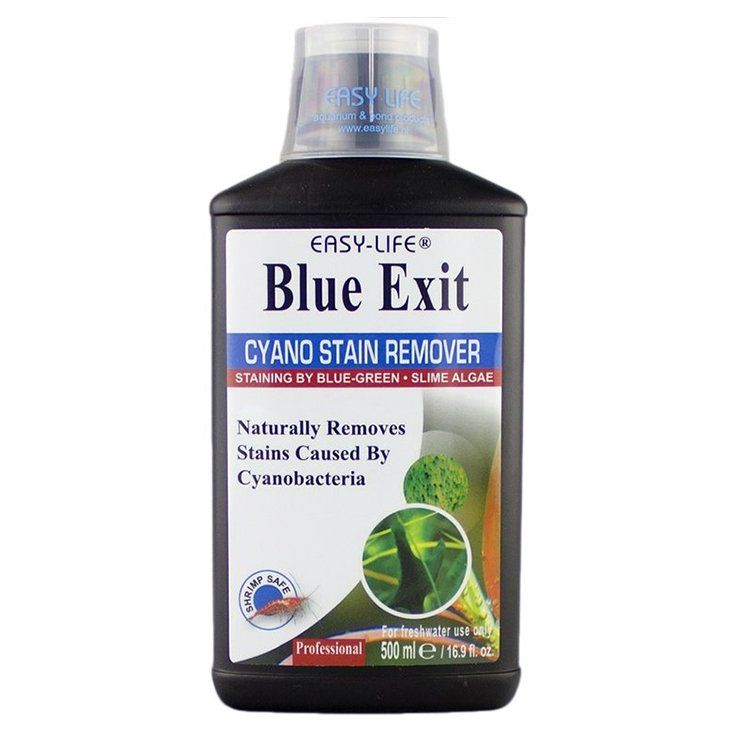 EASY LIFE
aquarium & pond products
www.easylife.nl
EASY-LIFE®
Blue Exit
CYANO STAIN REMOVER
STAINING BY BLUE-GREEN • SLIME ALGAE
Naturally Removes
Stains Caused By
Cyanobacteria
SHRIMP SAFE
For freshwater use only
Professional
500 ml ℮ / 16.9 fl. oz.